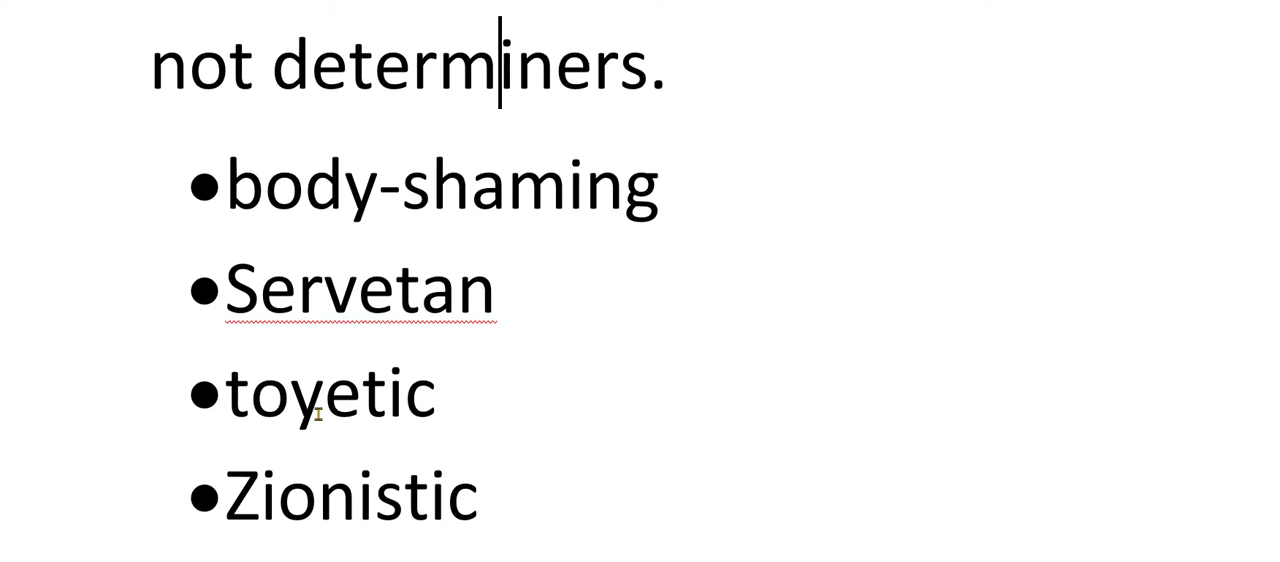 not determiners.
•body-shaming
•Servetan
•toyetic
•Zionistic